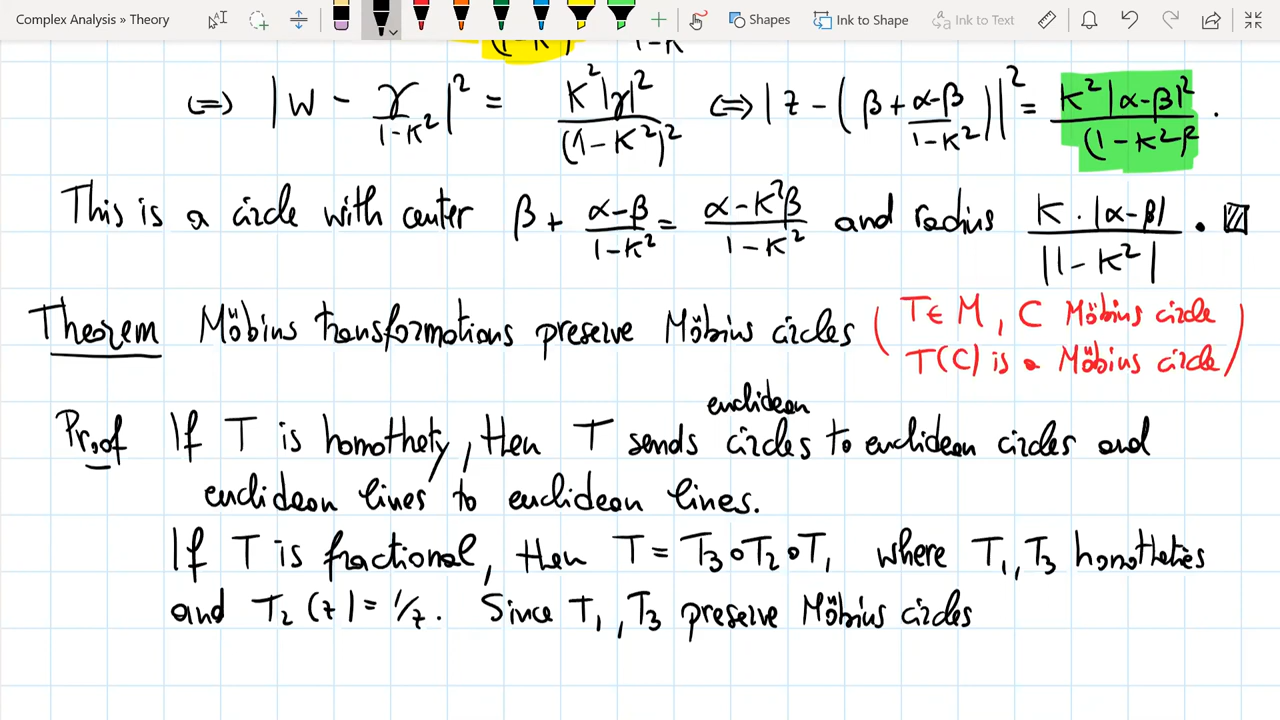 Complex Analysis » Theory
Shapes Ink to Shape Ink to Text
⇔ |w - γ/(1-K²)|² = K²|γ|²/(1-K²)² ⇔ |z - (β + (α-β)/(1-K²))|² = K²|α-β|²/(1-K²)² .
This is a circle with center β + (α-β)/(1-K²) = (α-K²β)/(1-K²) and radius K·|α-β|/|1-K²| .
Theorem Möbius transformations preserve Möbius circles ( T∈M, C Möbius circle
T(C) is a Möbius circle )
euclidean
Proof If T is homothety, then T sends circles to euclidean circles and
euclidean lines to euclidean lines.
If T is fractional, then T = T₃∘T₂∘T₁ where T₁, T₃ homotheties
and T₂(z) = 1/z. Since T₁, T₃ preserve Möbius circles